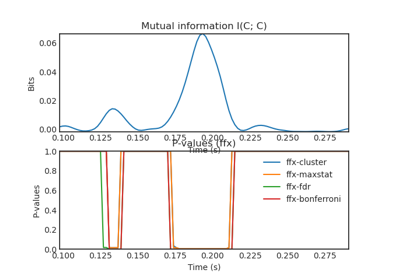 Mutual information I(C; C)
0.06
0.04
0.02
0.00
Bits
0.100 0.125 0.150 0.175 0.200 0.225 0.250 0.275
Time (s)
P-values (ffx)
1.0
0.8
0.6
0.4
0.2
0.0
P-values
ffx-cluster
ffx-maxstat
ffx-fdr
ffx-bonferroni
0.100 0.125 0.150 0.175 0.200 0.225 0.250 0.275
Time (s)